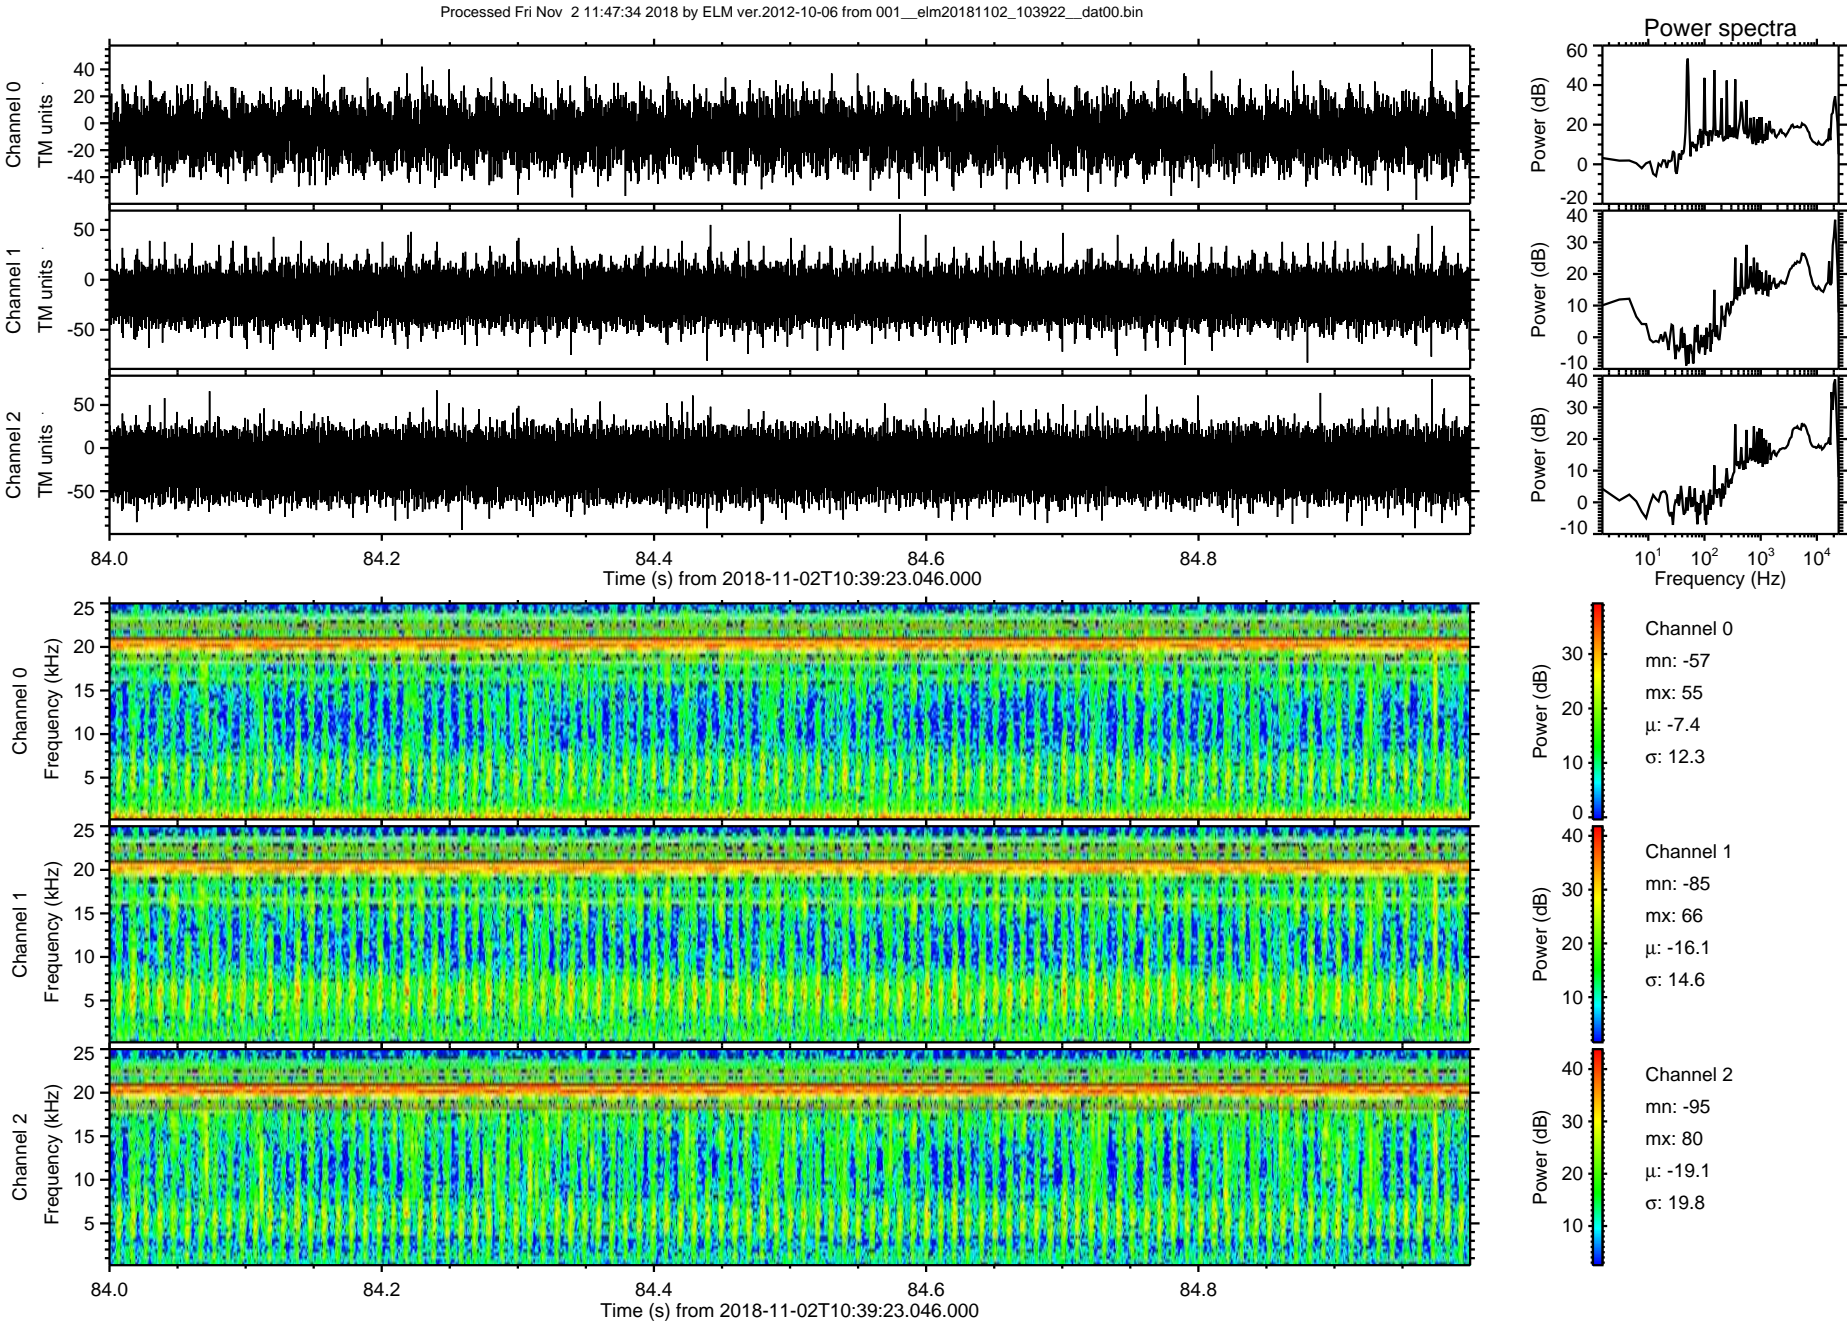 Processed Fri Nov  2 11:47:34 2018 by ELM ver.2012-10-06 from 001__elm20181102_103922__dat00.bin
Power spectra
Channel 0
TM units
40
20
0
-20
-40
Power (dB)
60
40
20
0
-20
Channel 1
TM units
50
0
-50
Power (dB)
40
30
20
10
0
-10
Channel 2
TM units
50
0
-50
Power (dB)
40
30
20
10
0
-10
84.0 84.2 84.4 84.6 84.8
Time (s) from 2018-11-02T10:39:23.046.000
10¹ 10² 10³ 10⁴
Frequency (Hz)
Channel 0
Frequency (kHz)
25
20
15
10
5
Power (dB)
30
20
10
0
Channel 0
mn: -57
mx: 55
μ: -7.4
σ: 12.3
Channel 1
Frequency (kHz)
25
20
15
10
5
Power (dB)
40
30
20
10
Channel 1
mn: -85
mx: 66
μ: -16.1
σ: 14.6
Channel 2
Frequency (kHz)
25
20
15
10
5
Power (dB)
40
30
20
10
Channel 2
mn: -95
mx: 80
μ: -19.1
σ: 19.8
84.0 84.2 84.4 84.6 84.8
Time (s) from 2018-11-02T10:39:23.046.000